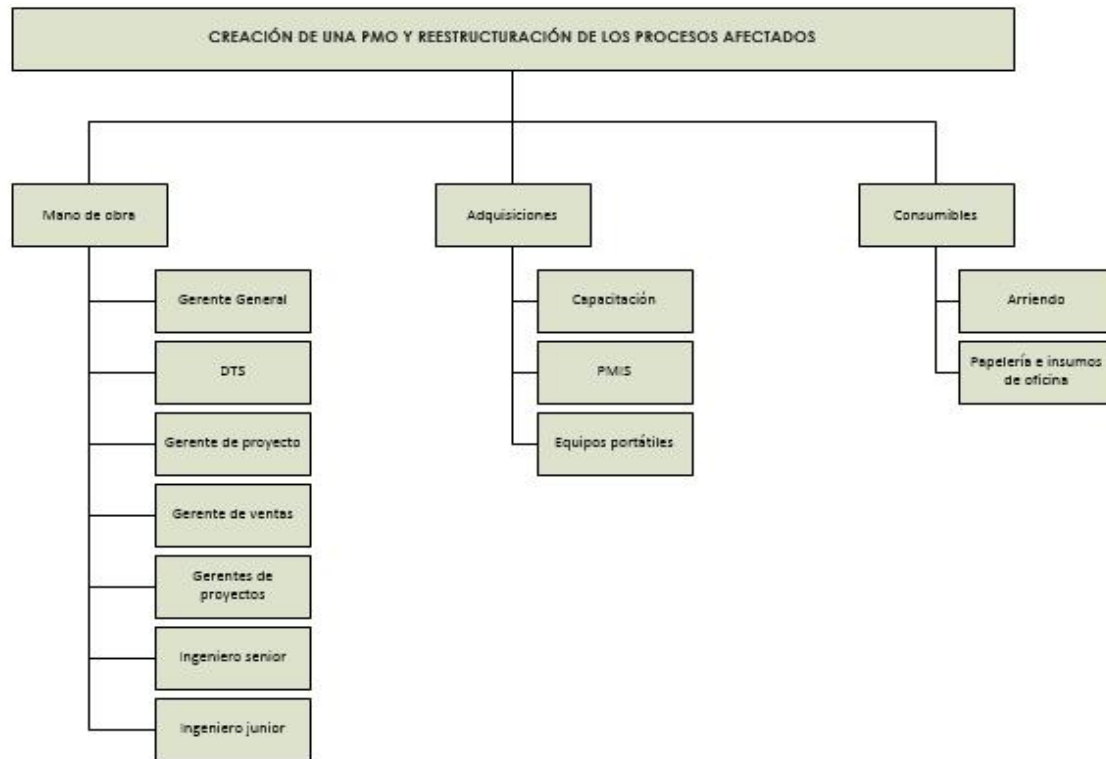 CREACIÓN DE UNA PMO Y REESTRUCTURACIÓN DE LOS PROCESOS AFECTADOS
Mano de obra
Adquisiciones
Consumibles
Gerente General
DTS
Gerente de proyecto
Gerente de ventas
Gerentes de
proyectos
Ingeniero senior
Ingeniero junior
Capacitación
PMIS
Equipos portátiles
Arriendo
Papelería e insumos
de oficina